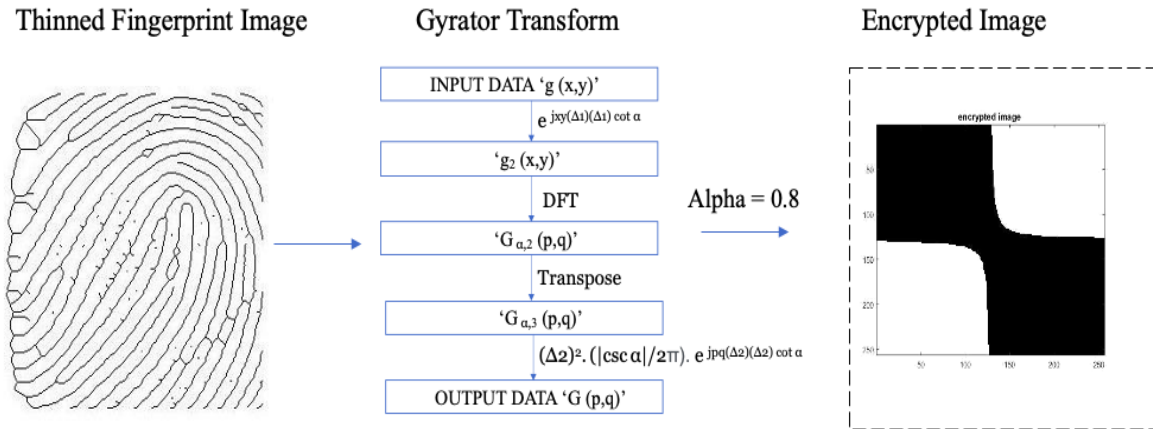 Thinned Fingerprint Image
Gyrator Transform
Encrypted Image
INPUT DATA ‘g (x,y)’
e jxy(Δ1)(Δ1) cot α
‘g₂ (x,y)’
DFT
‘G α,2 (p,q)’
Transpose
‘G α,3 (p,q)’
(Δ2)². (|csc α|/2π). e jpq(Δ2)(Δ2) cot α
OUTPUT DATA ‘G (p,q)’
Alpha = 0.8
encrypted image
50
100
150
200
250
50 100 150 200 250